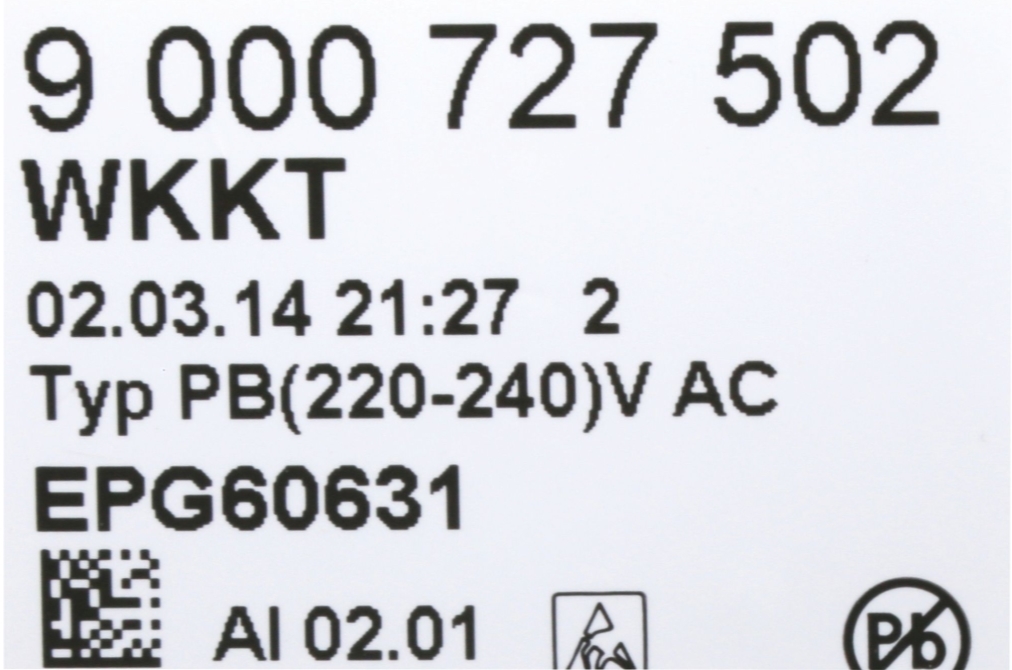 9 000 727 502
WKKT
02.03.14 21:27 2
Typ PB(220-240)V AC
EPG60631
AI 02.01
Pb